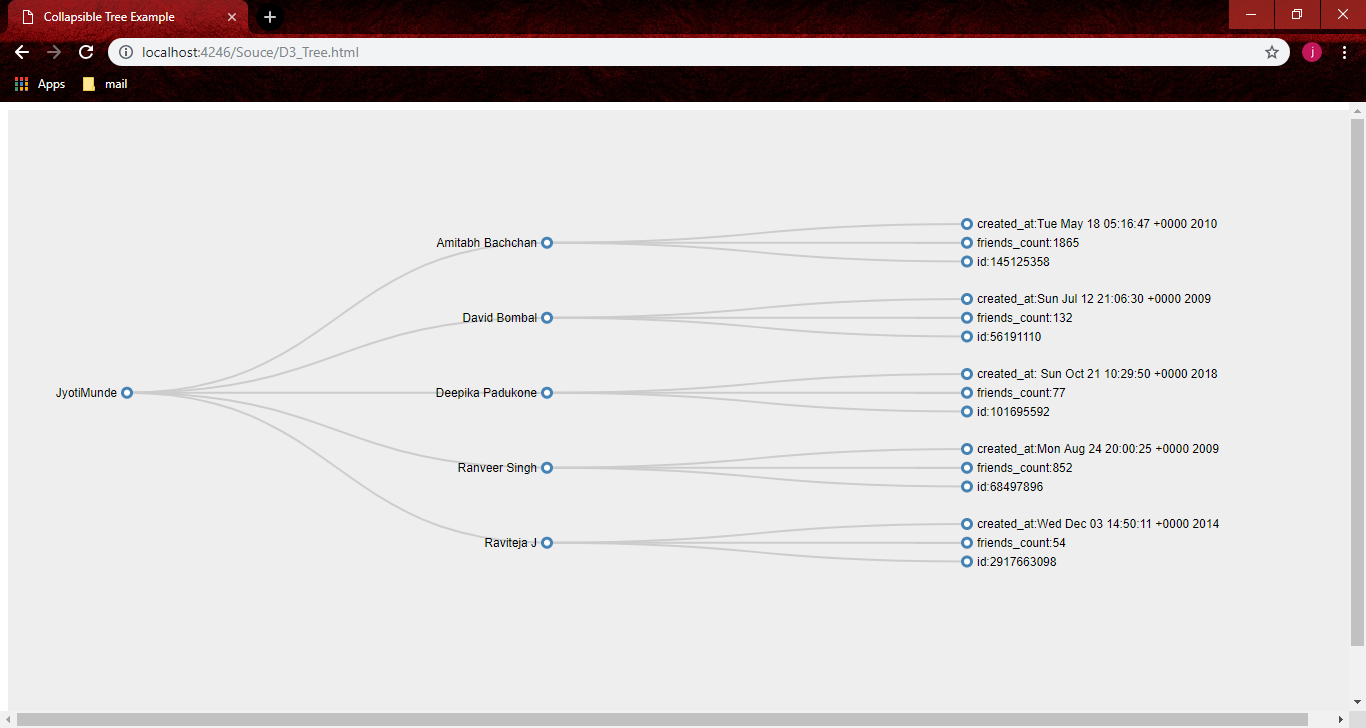 Collapsible Tree Example
localhost:4246/Souce/D3_Tree.html
j
Apps
mail
JyotiMunde
Amitabh Bachchan
created_at:Tue May 18 05:16:47 +0000 2010
friends_count:1865
id:145125358
David Bombal
created_at:Sun Jul 12 21:06:30 +0000 2009
friends_count:132
id:56191110
Deepika Padukone
created_at: Sun Oct 21 10:29:50 +0000 2018
friends_count:77
id:101695592
Ranveer Singh
created_at:Mon Aug 24 20:00:25 +0000 2009
friends_count:852
id:68497896
Raviteja J
created_at:Wed Dec 03 14:50:11 +0000 2014
friends_count:54
id:2917663098